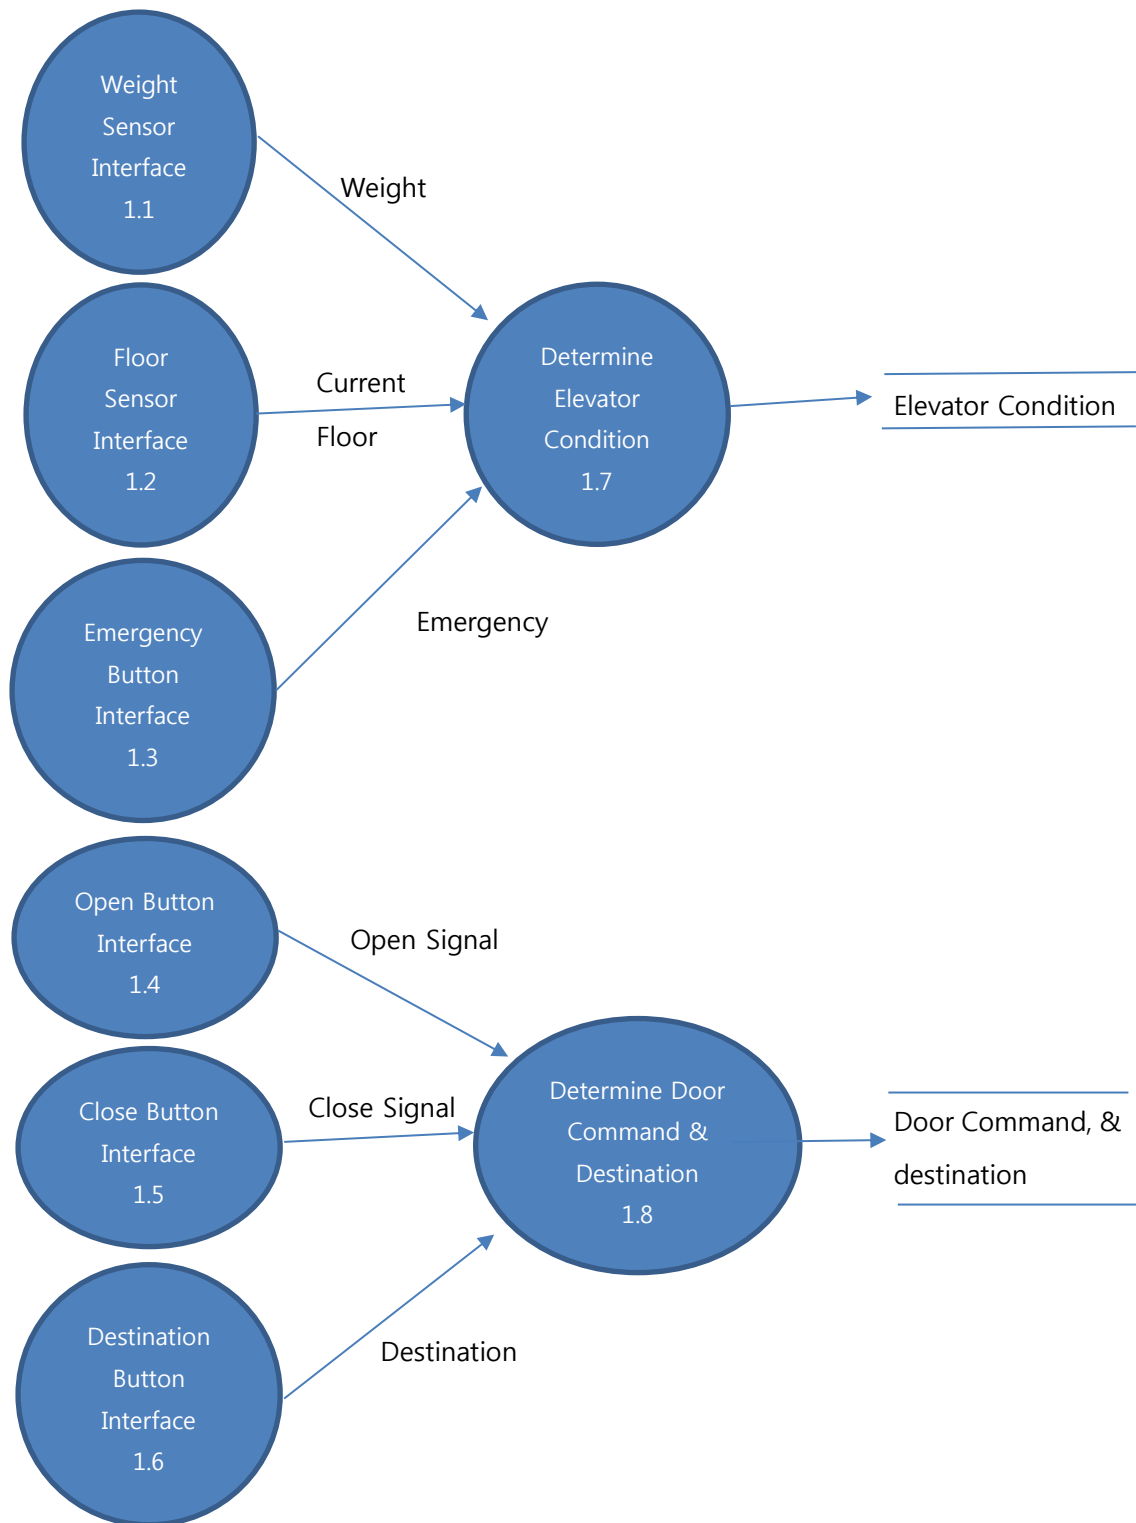 Weight
Sensor
Interface
1.1
Weight
Floor
Sensor
Interface
1.2
Current
Floor
Determine
Elevator
Condition
1.7
Elevator Condition
Emergency
Button
Interface
1.3
Emergency
Open Button
Interface
1.4
Open Signal
Close Button
Interface
1.5
Close Signal
Determine Door
Command &
Destination
1.8
Door Command, &
destination
Destination
Button
Interface
1.6
Destination